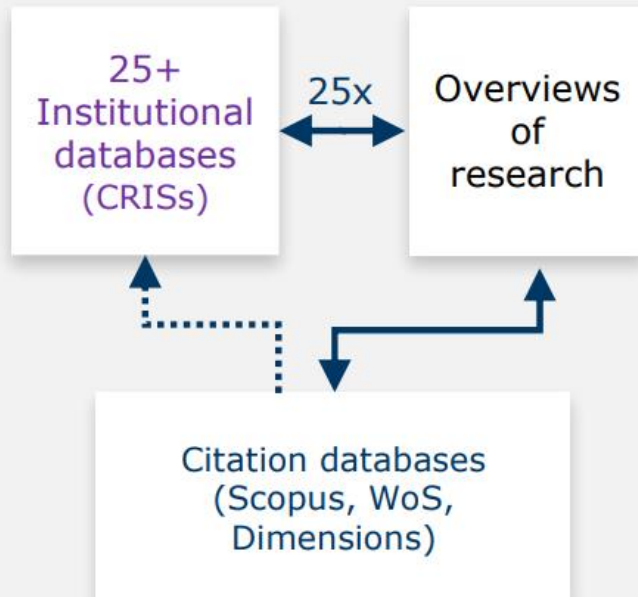 25+
Institutional
databases
(CRISs)
25x
Overviews
of
research
Citation databases
(Scopus, WoS,
Dimensions)